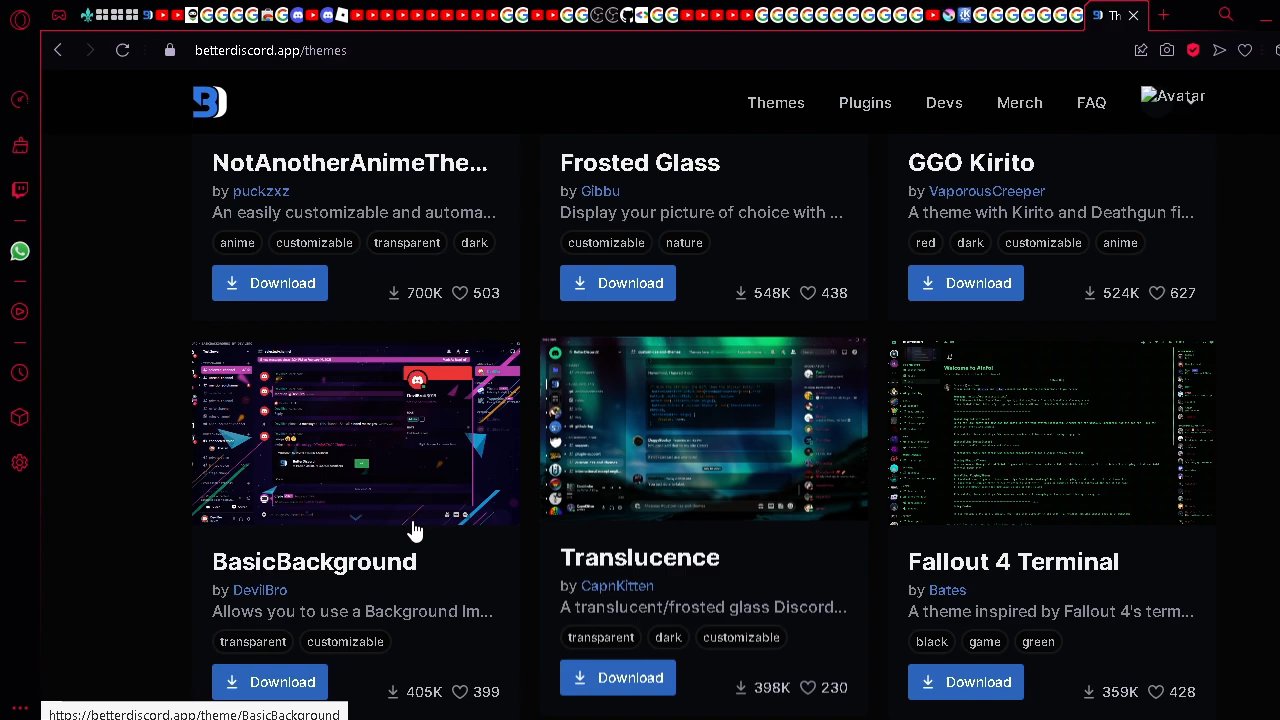 Th
betterdiscord.app/themes
Themes Plugins Devs Merch FAQ Avatar
NotAnotherAnimeThe... Frosted Glass GGO Kirito
by puckzxz by Gibbu by VaporousCreeper
An easily customizable and automa... Display your picture of choice with ... A theme with Kirito and Deathgun fi...
anime customizable transparent dark customizable nature red dark customizable anime
Download 700K 503 Download 548K 438 Download 524K 627
BasicBackground Translucence Fallout 4 Terminal
by DevilBro by CapnKitten by Bates
Allows you to use a Background Im... A translucent/frosted glass Discord... A theme inspired by Fallout 4's term...
transparent customizable transparent dark customizable black game green
Download 405K 399 Download 398K 230 Download 359K 428
https://betterdiscord.app/theme/BasicBackground